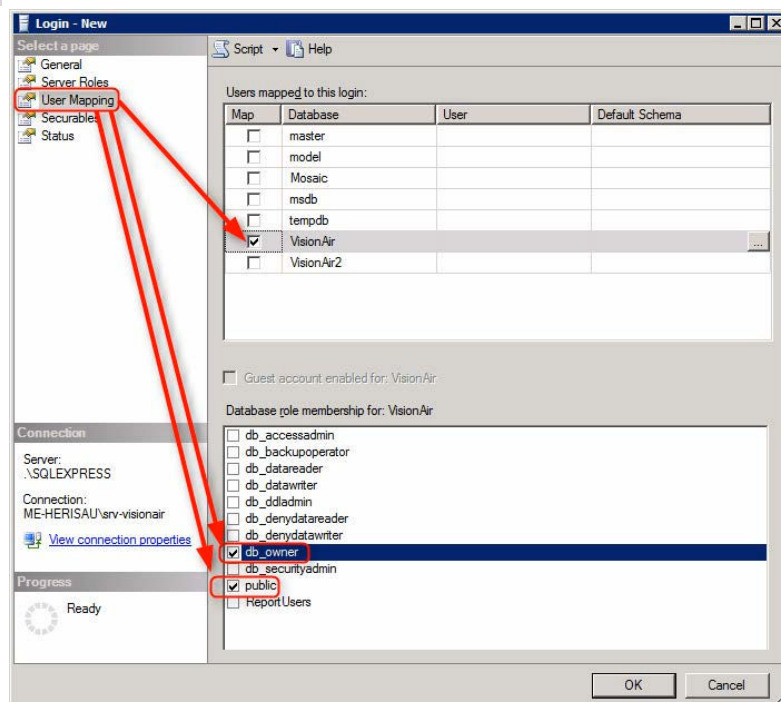 Login - New
Select a page
General
Server Roles
User Mapping
Securables
Status
Script
Help
Users mapped to this login:
Map Database User Default Schema
master
model
Mosaic
msdb
tempdb
VisionAir
...
VisionAir2
Guest account enabled for: VisionAir
Database role membership for: VisionAir
db_accessadmin
db_backupoperator
db_datareader
db_datawriter
db_ddladmin
db_denydatareader
db_denydatawriter
db_owner
db_securityadmin
public
ReportUsers
Connection
Server:
.\SQLEXPRESS
Connection:
ME-HERISAU\srv-visionair
View connection properties
Progress
Ready
OK
Cancel